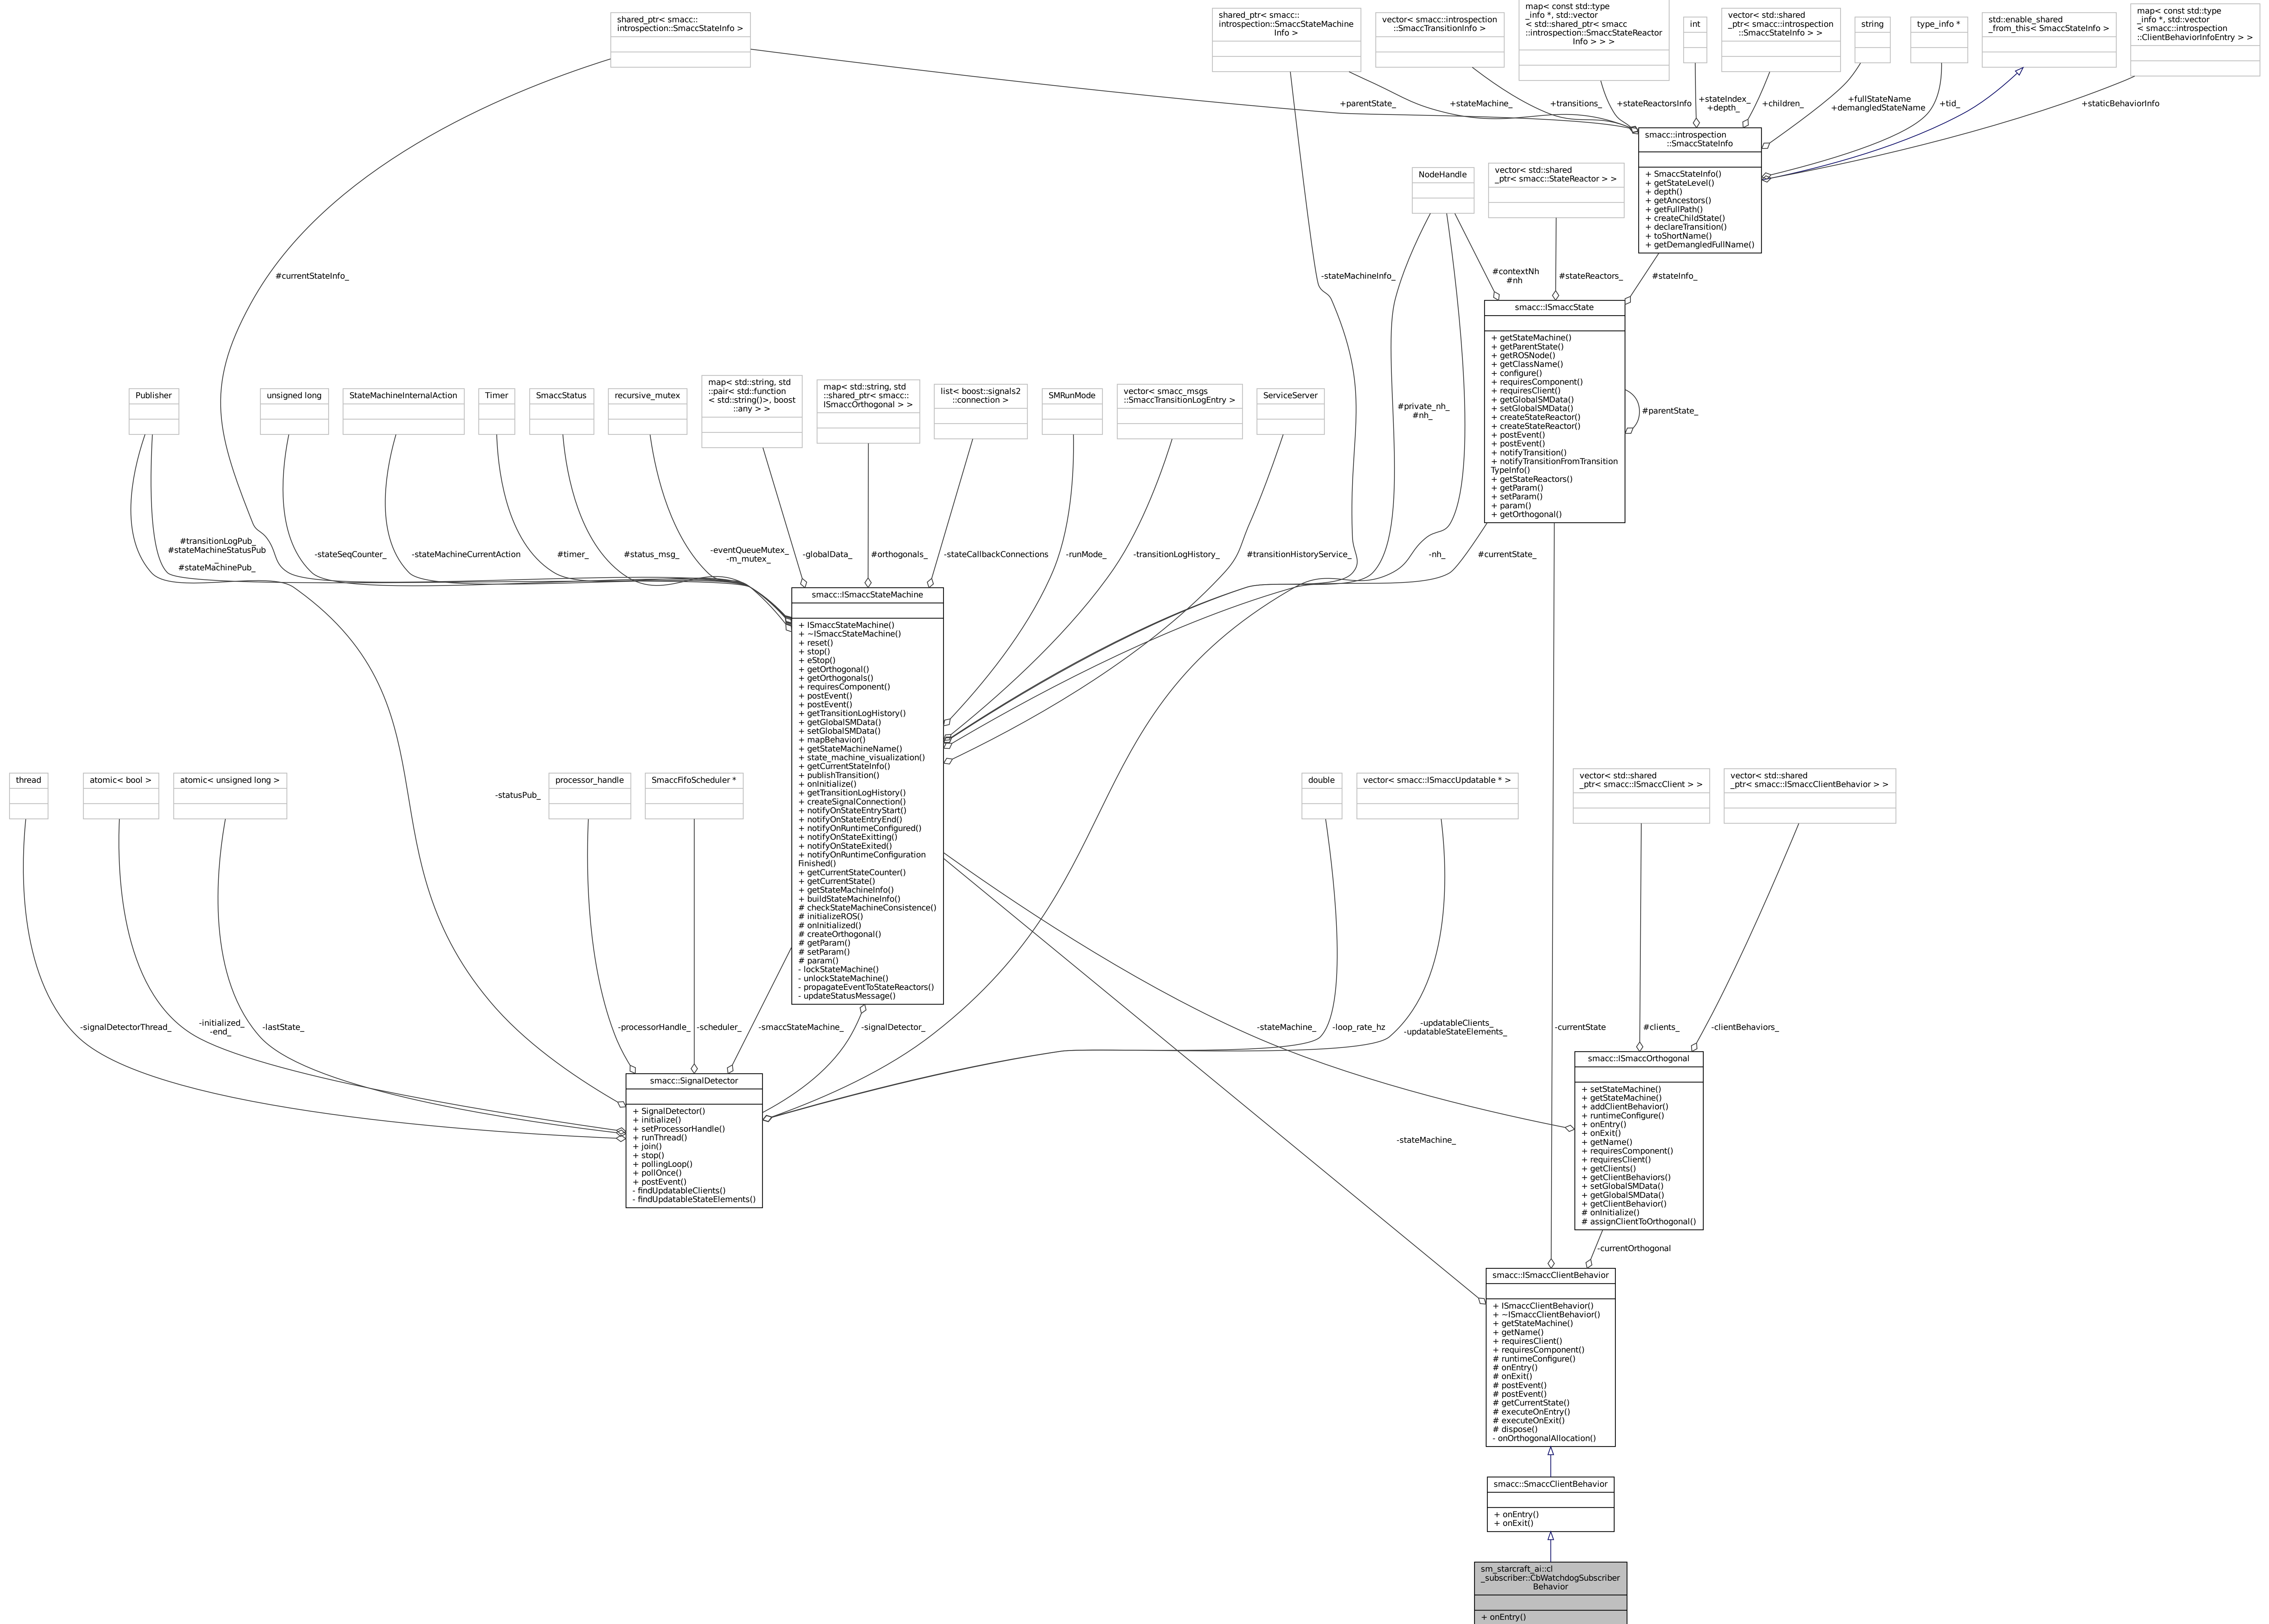 shared_ptr< smacc::
introspection::SmaccStateInfo >
shared_ptr< smacc::
introspection::SmaccStateMachine
Info >
vector< smacc::introspection
::SmaccTransitionInfo >
map< const std::type
_info *, std::vector
< std::shared_ptr< smacc
::introspection::SmaccStateReactor
Info > > >
int
vector< std::shared
_ptr< smacc::introspection
::SmaccStateInfo > >
string
type_info *
std::enable_shared
_from_this< SmaccStateInfo >
map< const std::type
_info *, std::vector
< smacc::introspection
::ClientBehaviorInfoEntry > >
+parentState_
+stateMachine_
+transitions_
+stateReactorsInfo
+stateIndex_
+depth_
+children_
+fullStateName
+demangledStateName
+tid_
+staticBehaviorInfo
smacc::introspection
::SmaccStateInfo
+ SmaccStateInfo()
+ getStateLevel()
+ depth()
+ getAncestors()
+ getFullPath()
+ createChildState()
+ declareTransition()
+ toShortName()
+ getDemangledFullName()
NodeHandle
vector< std::shared
_ptr< smacc::StateReactor > >
#currentStateInfo_
-stateMachineInfo_
#contextNh
#nh
#stateReactors_
#stateInfo_
smacc::ISmaccState
+ getStateMachine()
+ getParentState()
+ getROSNode()
+ getClassName()
+ configure()
+ requiresComponent()
+ requiresClient()
+ getGlobalSMData()
+ setGlobalSMData()
+ createStateReactor()
+ createStateReactor()
+ postEvent()
+ postEvent()
+ notifyTransition()
+ notifyTransitionFromTransition
TypeInfo()
+ getStateReactors()
+ getParam()
+ setParam()
+ param()
+ getOrthogonal()
#parentState_
#private_nh_
#nh_
Publisher
unsigned long
StateMachineInternalAction
Timer
SmaccStatus
recursive_mutex
map< std::string, std
::pair< std::function
< std::string()>, boost
::any > >
map< std::string, std
::shared_ptr< smacc::
ISmaccOrthogonal > >
list< boost::signals2
::connection >
SMRunMode
vector< smacc_msgs
::SmaccTransitionLogEntry >
ServiceServer
#transitionLogPub_
#stateMachineStatusPub
_
#stateMachinePub_
-stateSeqCounter_
-stateMachineCurrentAction
#timer_
#status_msg_
-eventQueueMutex_
-m_mutex_
-globalData_
#orthogonals_
-stateCallbackConnections
-runMode_
-transitionLogHistory_
#transitionHistoryService_
-nh_
#currentState_
smacc::ISmaccStateMachine
+ ISmaccStateMachine()
+ ~ISmaccStateMachine()
+ reset()
+ stop()
+ eStop()
+ getOrthogonal()
+ getOrthogonals()
+ requiresComponent()
+ postEvent()
+ postEvent()
+ getTransitionLogHistory()
+ getGlobalSMData()
+ setGlobalSMData()
+ mapBehavior()
+ getStateMachineName()
+ state_machine_visualization()
+ getCurrentStateInfo()
+ publishTransition()
+ onInitialize()
+ getTransitionLogHistory()
+ createSignalConnection()
+ notifyOnStateEntryStart()
+ notifyOnStateEntryEnd()
+ notifyOnRuntimeConfigured()
+ notifyOnStateExitting()
+ notifyOnStateExited()
+ notifyOnRuntimeConfiguration
Finished()
+ getCurrentStateCounter()
+ getCurrentState()
+ getStateMachineInfo()
+ buildStateMachineInfo()
# checkStateMachineConsistence()
# initializeROS()
# onInitialized()
# createOrthogonal()
# getParam()
# setParam()
# param()
- lockStateMachine()
- unlockStateMachine()
- propagateEventToStateReactors()
- updateStatusMessage()
thread
atomic< bool >
atomic< unsigned long >
-statusPub_
processor_handle
SmaccFifoScheduler *
double
vector< smacc::ISmaccUpdatable * >
vector< std::shared
_ptr< smacc::ISmaccClient > >
vector< std::shared
_ptr< smacc::ISmaccClientBehavior > >
-signalDetectorThread_
-initialized_
-end_
-lastState_
-processorHandle_
-scheduler_
-smaccStateMachine_
-signalDetector_
-stateMachine_
-loop_rate_hz
-updatableClients_
-updatableStateElements_
-currentState
#clients_
-clientBehaviors_
smacc::SignalDetector
+ SignalDetector()
+ initialize()
+ setProcessorHandle()
+ runThread()
+ join()
+ stop()
+ pollingLoop()
+ pollOnce()
+ postEvent()
- findUpdatableClients()
- findUpdatableStateElements()
smacc::ISmaccOrthogonal
+ setStateMachine()
+ getStateMachine()
+ addClientBehavior()
+ runtimeConfigure()
+ onEntry()
+ onExit()
+ getName()
+ requiresComponent()
+ requiresClient()
+ getClients()
+ getClientBehaviors()
+ setGlobalSMData()
+ getGlobalSMData()
+ getClientBehavior()
# onInitialize()
# assignClientToOrthogonal()
-stateMachine_
-currentOrthogonal
smacc::ISmaccClientBehavior
+ ISmaccClientBehavior()
+ ~ISmaccClientBehavior()
+ getStateMachine()
+ getName()
+ requiresClient()
+ requiresComponent()
# runtimeConfigure()
# onEntry()
# onExit()
# postEvent()
# postEvent()
# getCurrentState()
# executeOnEntry()
# executeOnExit()
# dispose()
- onOrthogonalAllocation()
smacc::SmaccClientBehavior
+ onEntry()
+ onExit()
sm_starcraft_ai::cl
_subscriber::CbWatchdogSubscriber
Behavior
+ onEntry()